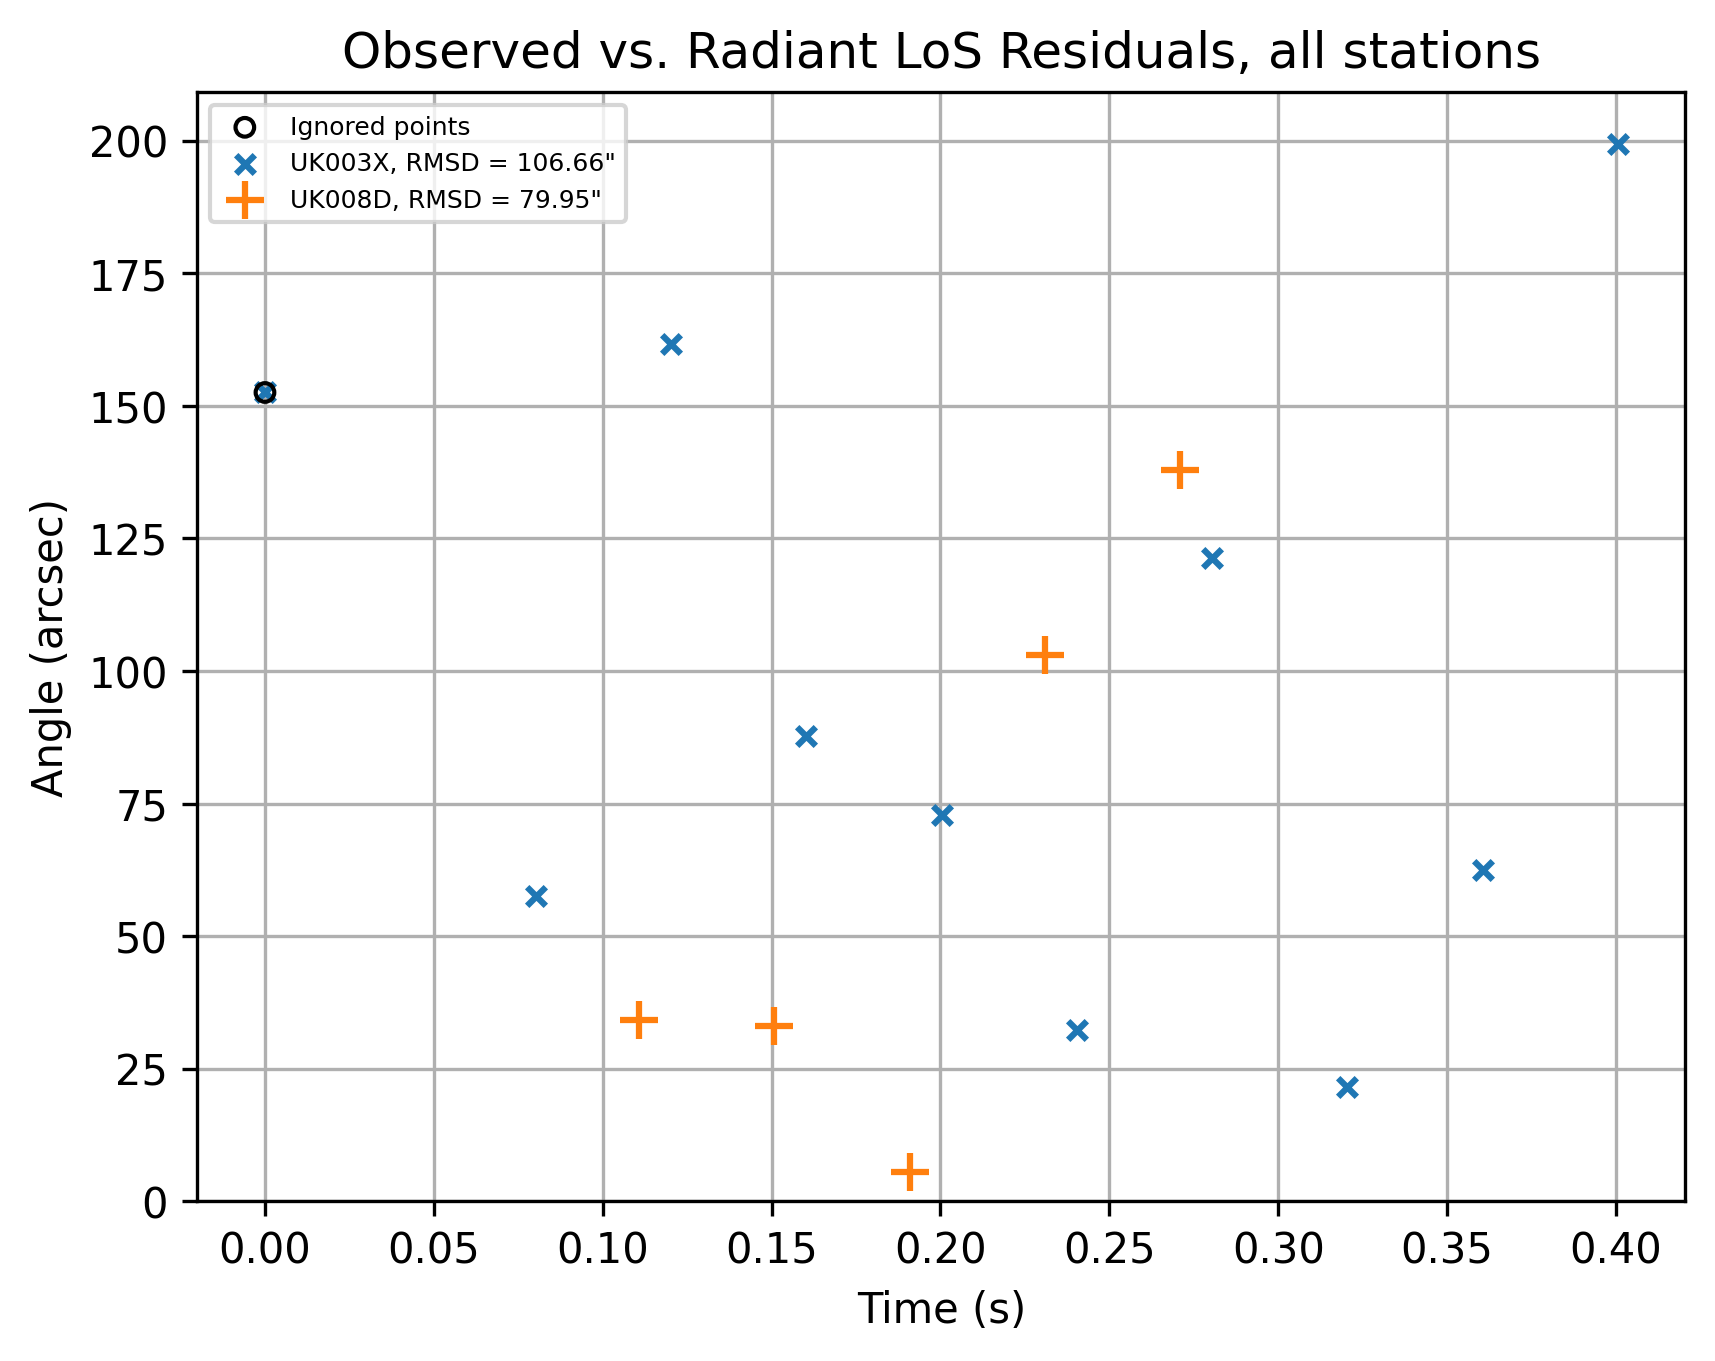 Observed vs. Radiant LoS Residuals, all stations
Ignored points
UK003X, RMSD = 106.66"
UK008D, RMSD = 79.95"
200
175
150
125
100
75
50
25
0
Angle (arcsec)
0.00 0.05 0.10 0.15 0.20 0.25 0.30 0.35 0.40
Time (s)